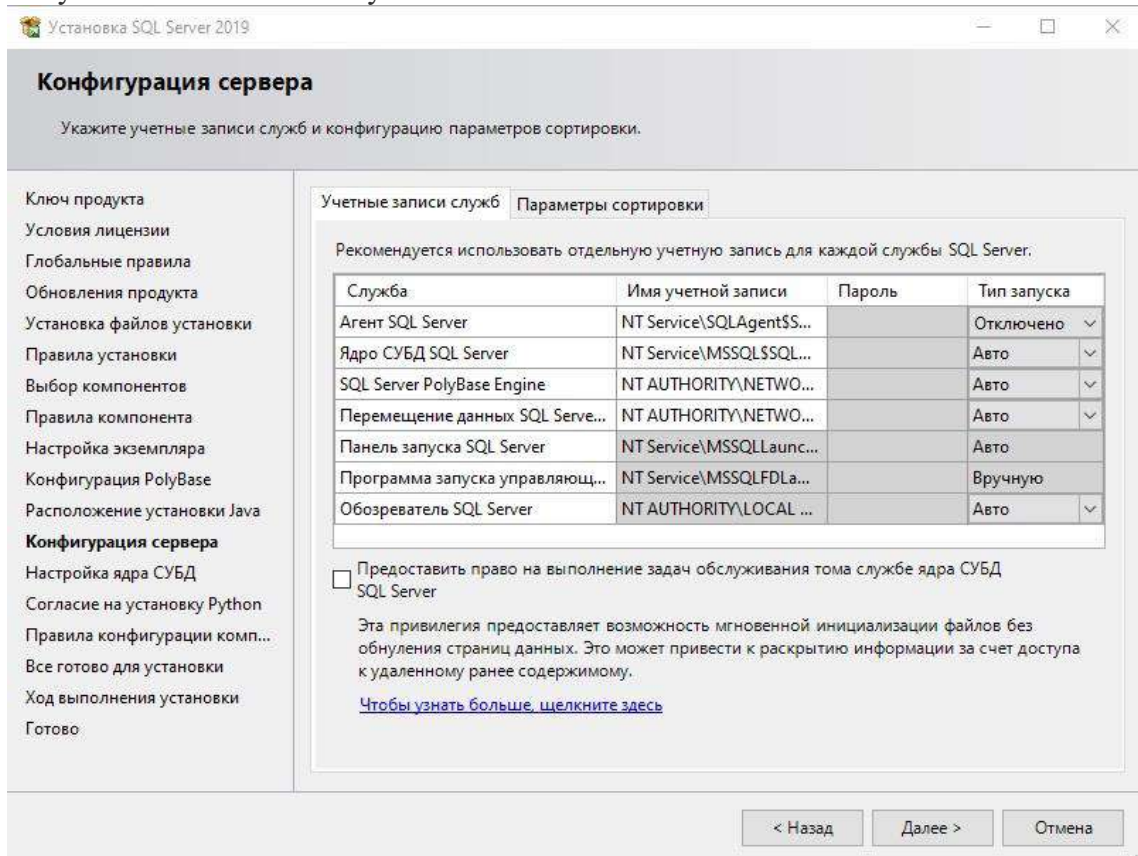 Установка SQL Server 2019
Конфигурация сервера
Укажите учетные записи служб и конфигурацию параметров сортировки.
Ключ продукта
Условия лицензии
Глобальные правила
Обновления продукта
Установка файлов установки
Правила установки
Выбор компонентов
Правила компонента
Настройка экземпляра
Конфигурация PolyBase
Расположение установки Java
Конфигурация сервера
Настройка ядра СУБД
Согласие на установку Python
Правила конфигурации комп...
Все готово для установки
Ход выполнения установки
Готово
Учетные записи служб Параметры сортировки
Рекомендуется использовать отдельную учетную запись для каждой службы SQL Server.
Служба Имя учетной записи Пароль Тип запуска
Агент SQL Server NT Service\SQLAgent$S... Отключено
Ядро СУБД SQL Server NT Service\MSSQL$SQL... Авто
SQL Server PolyBase Engine NT AUTHORITY\NETWO... Авто
Перемещение данных SQL Serve... NT AUTHORITY\NETWO... Авто
Панель запуска SQL Server NT Service\MSSQLLaunc... Авто
Программа запуска управляющ... NT Service\MSSQLFDLa... Вручную
Обозреватель SQL Server NT AUTHORITY\LOCAL ... Авто
Предоставить право на выполнение задач обслуживания тома службе ядра СУБД
SQL Server
Эта привилегия предоставляет возможность мгновенной инициализации файлов без
обнуления страниц данных. Это может привести к раскрытию информации за счет доступа
к удаленному ранее содержимому.
Чтобы узнать больше, щелкните здесь
< Назад Далее > Отмена